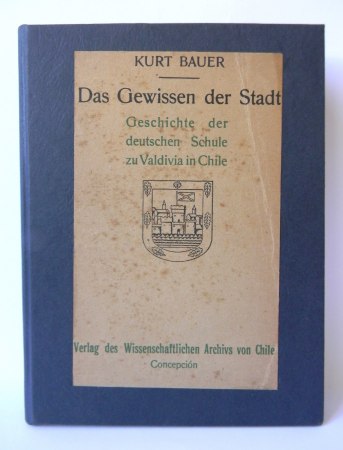 KURT BAUER
Das Gewissen der Stadt
Geschichte der
deutschen Schule
zu Valdivia in Chile
Verlag des Wissenschaftlichen Archivs von Chile
Concepción